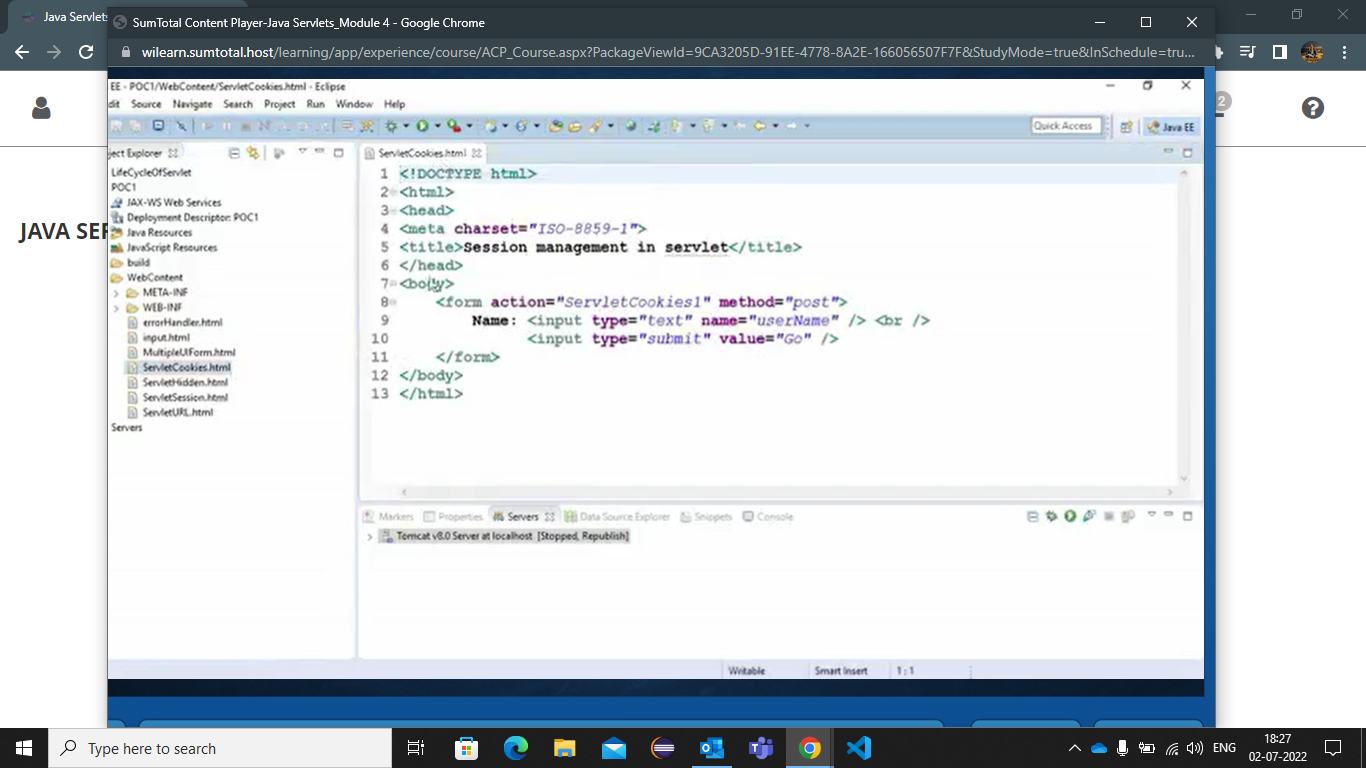 Java Servlets
SumTotal Content Player-Java Servlets_Module 4 - Google Chrome
wilearn.sumtotal.host/learning/app/experience/course/ACP_Course.aspx?PackageViewId=9CA3205D-91EE-4778-8A2E-166056507F7F&StudyMode=true&InSchedule=tru...
2
JAVA SER
EE - POC1/WebContent/ServletCookies.html - Eclipse
dit Source Navigate Search Project Run Window Help
Quick Access
Java EE
ject Explorer
LifeCycleOfServlet
POC1
JAX-WS Web Services
Deployment Descriptor: POC1
Java Resources
JavaScript Resources
build
WebContent
META-INF
WEB-INF
errorHandler.html
input.html
MultipleUIForm.html
ServletCookies.html
ServletHidden.html
ServletSession.html
ServletURL.html
Servers
ServletCookies.html
1 <!DOCTYPE html>
2 <html>
3 <head>
4 <meta charset="ISO-8859-1">
5 <title>Session management in servlet</title>
6 </head>
7 <body>
8 <form action="ServletCookies1" method="post">
9 Name: <input type="text" name="userName" /> <br />
10 <input type="submit" value="Go" />
11 </form>
12 </body>
13 </html>
Markers Properties Servers Data Source Explorer Snippets Console
Tomcat v8.0 Server at localhost [Stopped, Republish]
Writable Smart Insert 1 : 1
Type here to search
ENG
18:27
02-07-2022